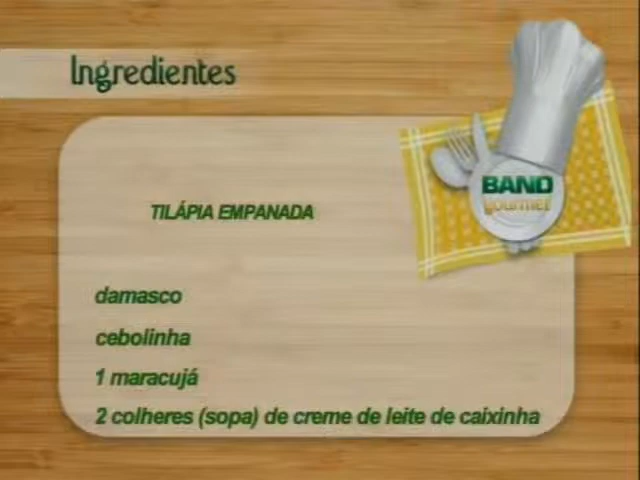 Ingredientes
BAND
gourmet
TILÁPIA EMPANADA
damasco
cebolinha
1 maracujá
2 colheres (sopa) de creme de leite de caixinha